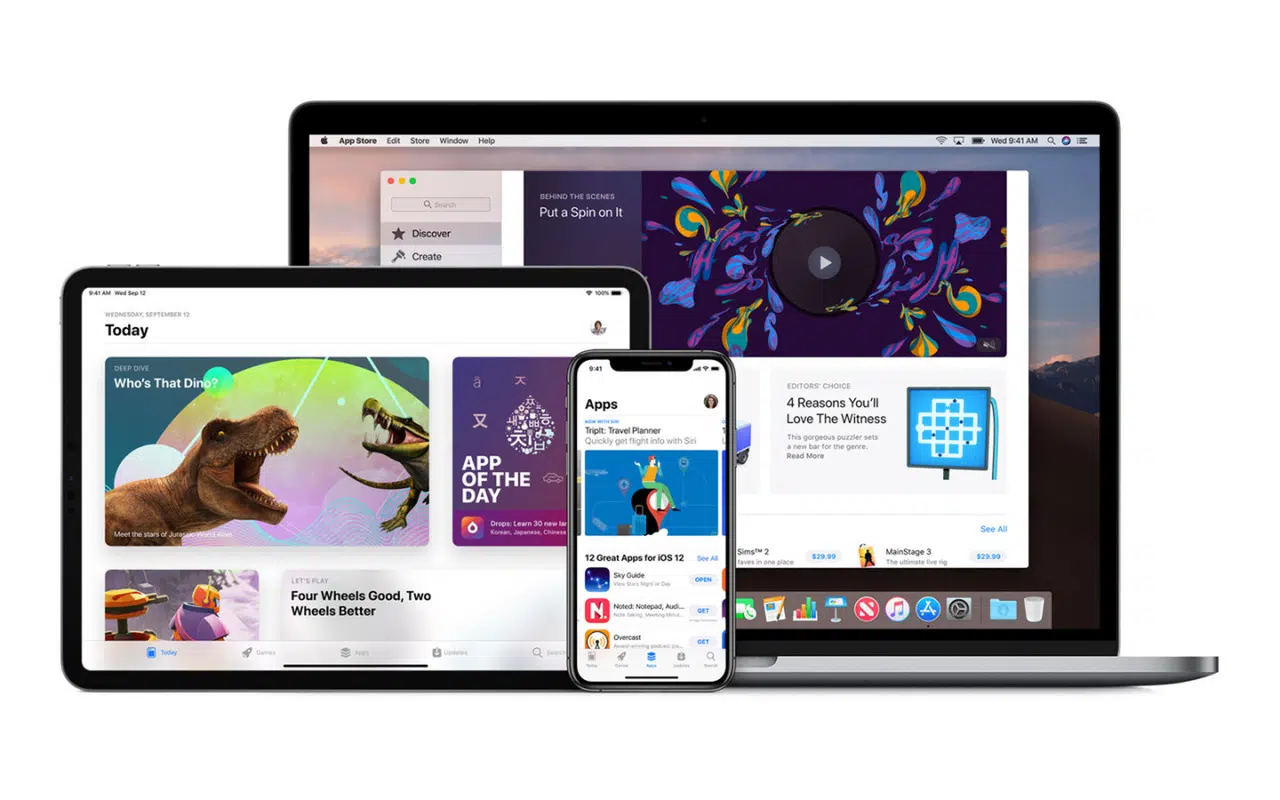 App Store Edit Store Window Help
Wed 9:41 AM
Search
Discover
Create
BEHIND THE SCENES
Put a Spin on It
EDITORS' CHOICE
4 Reasons You'll
Love The Witness
This gorgeous puzzler sets
a new bar for the genre.
Read More
See All
Sims™ 2
$29.99
MainStage 3
The ultimate live rig
$29.99
9:41 AM Wed Sep 12
100%
WEDNESDAY, SEPTEMBER 12
Today
DEEP DIVE
Who's That Dino?
Meet the stars of Jurassic World Alive
APP
OF THE
DAY
Drops: Learn 30 new
Korean, Japanese, Chinese
LET'S PLAY
Four Wheels Good, Two
Wheels Better
Today Games Apps Updates Search
9:41
Apps
NOW WITH SIRI
TripIt: Travel Planner
Quickly get flight info with Siri
12 Great Apps for iOS 12 See All
Sky Guide
View Stars Night or Day
OPEN
Noted: Notepad, Audi...
GET
Overcast
GET
Today Games Apps Updates Search